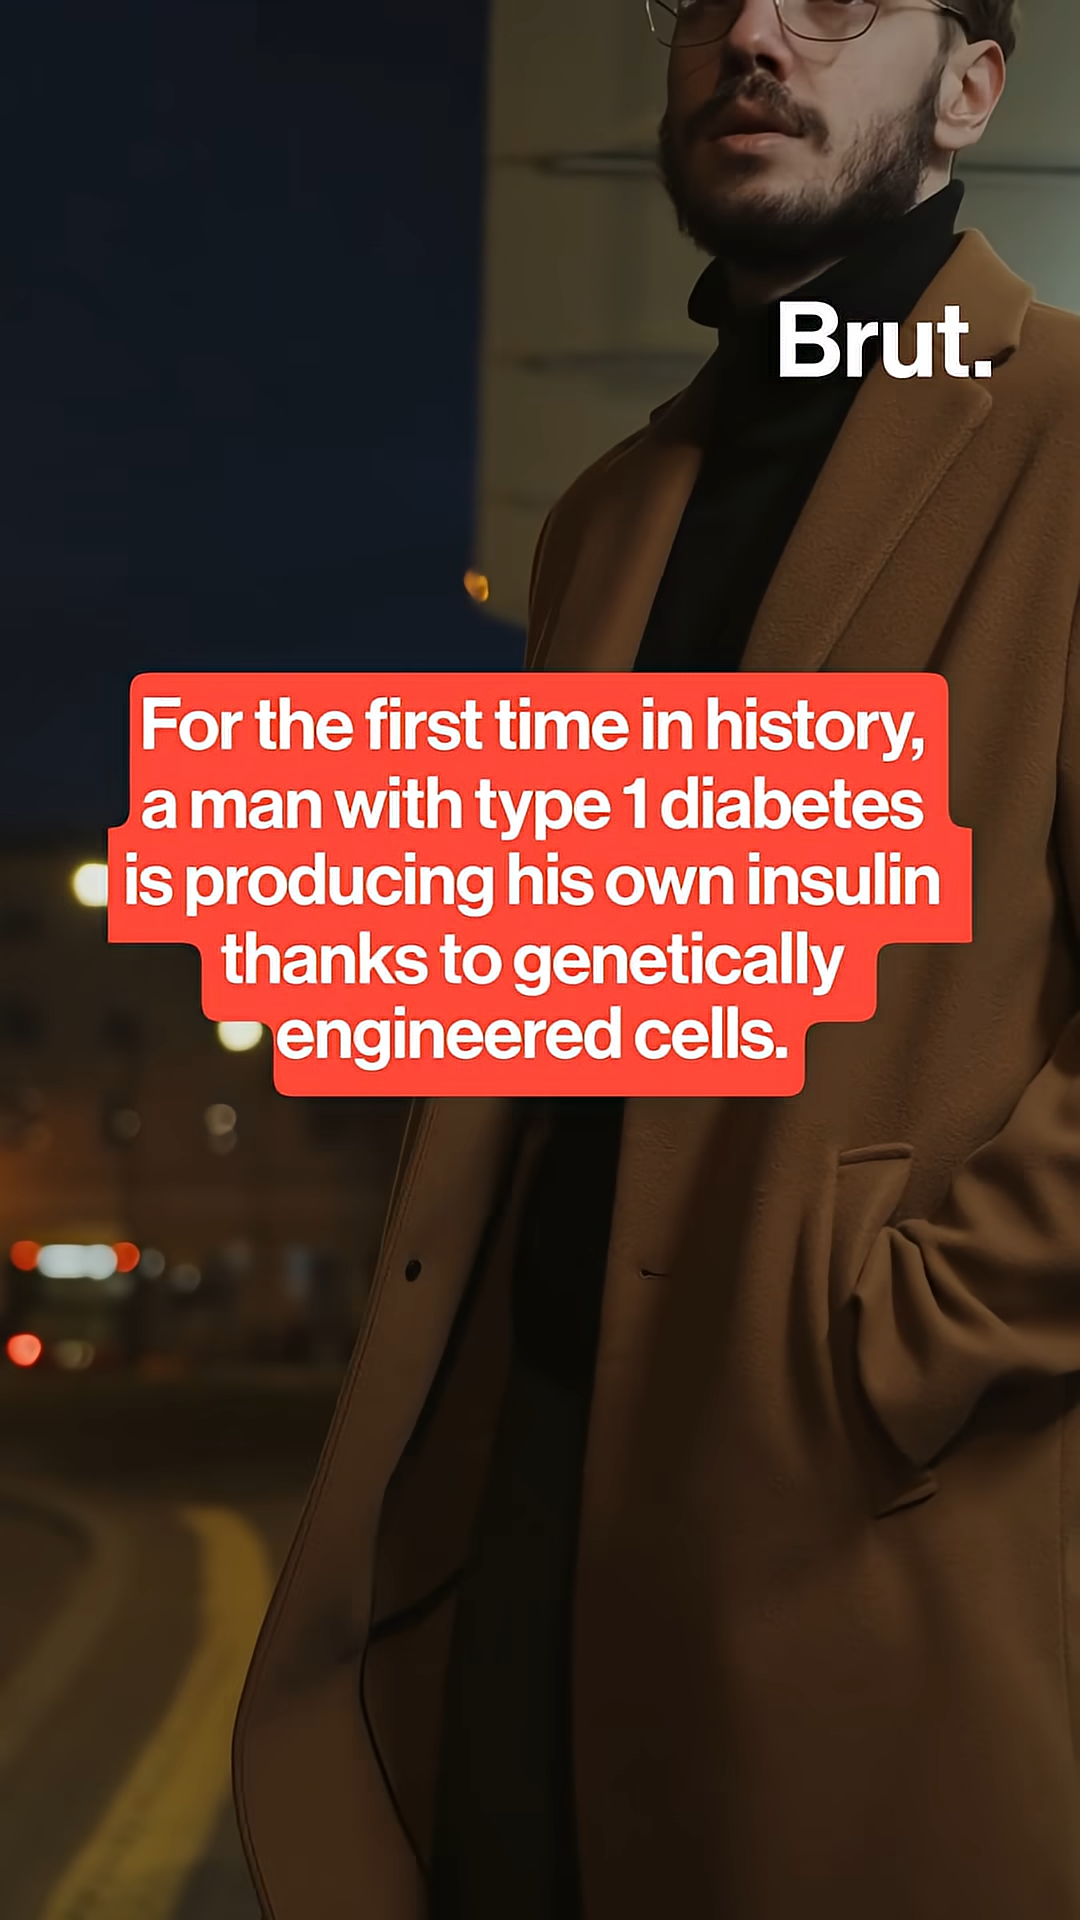 Brut.
For the first time in history,
a man with type 1 diabetes
is producing his own insulin
thanks to genetically
engineered cells.